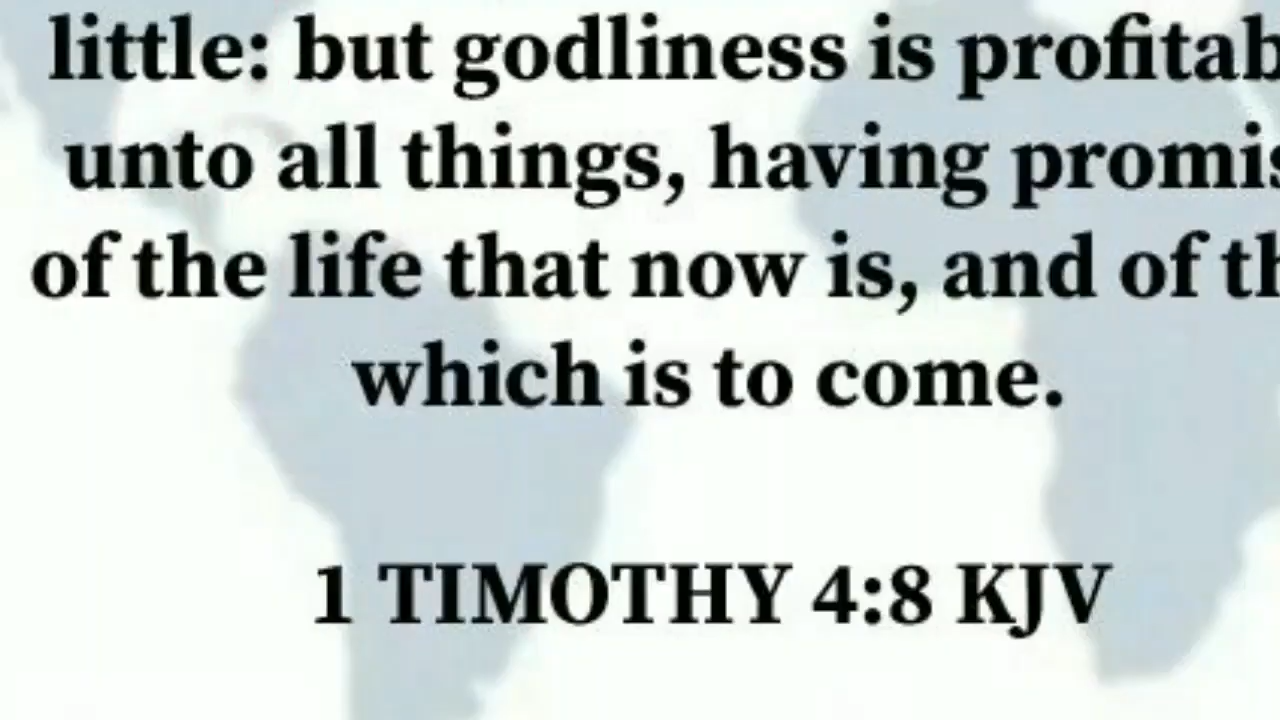 little: but godliness is profitab
unto all things, having promis
of the life that now is, and of th
which is to come.
1 TIMOTHY 4:8 KJV